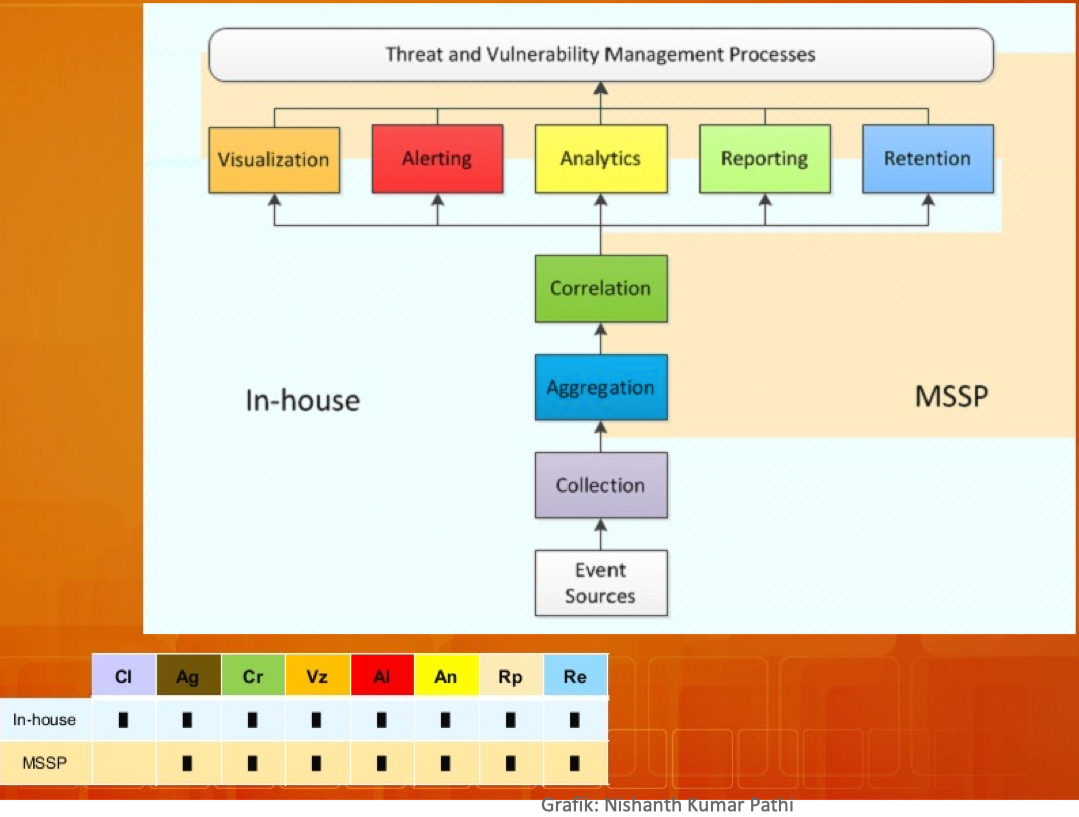 Threat and Vulnerability Management Processes
Visualization
Alerting
Analytics
Reporting
Retention
Correlation
Aggregation
In-house
MSSP
Collection
Event
Sources
Cl Ag Cr Vz Al An Rp Re
In-house
MSSP
Grafik: Nishanth Kumar Pathi